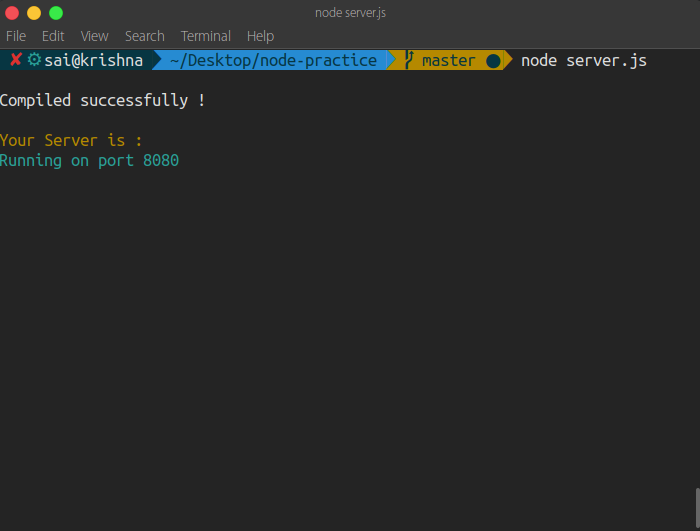 node server.js
File Edit View Search Terminal Help
✘ ⚙ sai@krishna ~/Desktop/node-practice master ● node server.js
Compiled successfully !
Your Server is :
Running on port 8080